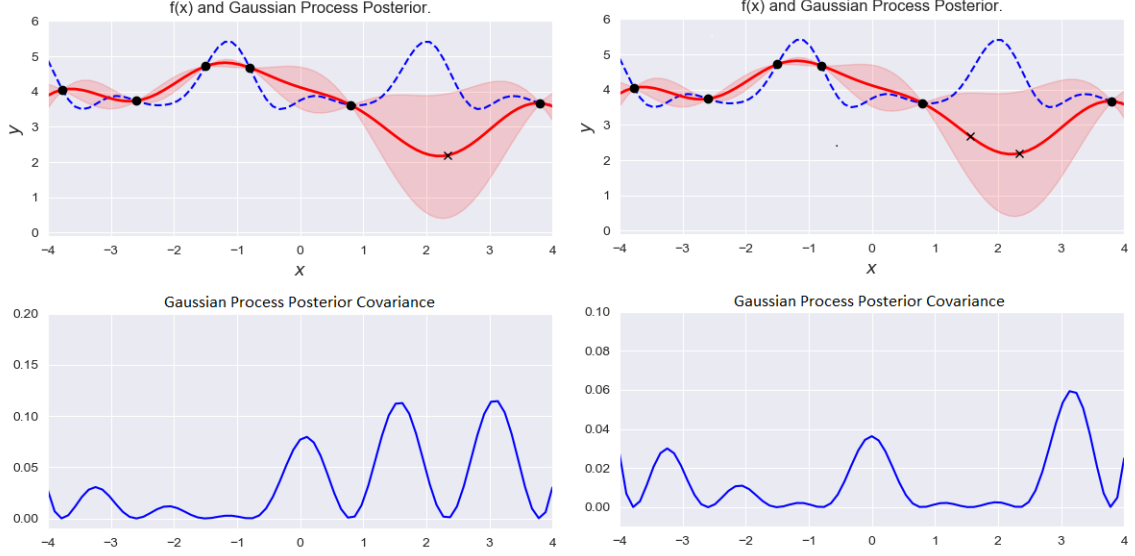 f(x) and Gaussian Process Posterior.
6
5
4
3
2
1
0
y
−4 −3 −2 −1 0 1 2 3 4
x
Gaussian Process Posterior Covariance
0.20
0.15
0.10
0.05
0.00
−4 −3 −2 −1 0 1 2 3 4
f(x) and Gaussian Process Posterior.
6
5
4
3
2
1
0
y
−4 −3 −2 −1 0 1 2 3 4
x
Gaussian Process Posterior Covariance
0.10
0.08
0.06
0.04
0.02
0.00
−4 −3 −2 −1 0 1 2 3 4